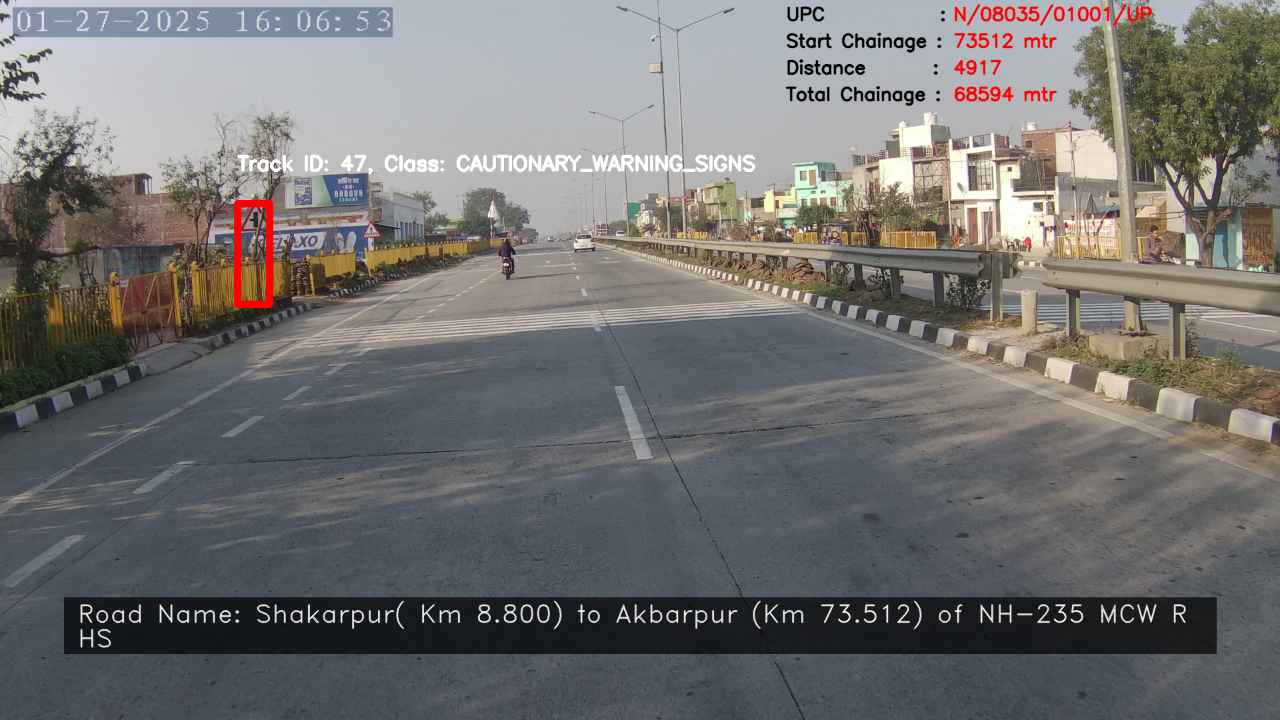 01-27-2025 16:06:53
UPC : N/08035/01001/UP
Start Chainage : 73512 mtr
Distance : 4917
Total Chainage : 68594 mtr
Track ID: 47, Class: CAUTIONARY_WARNING_SIGNS
Road Name: Shakarpur( Km 8.800) to Akbarpur (Km 73.512) of NH-235 MCW R
HS